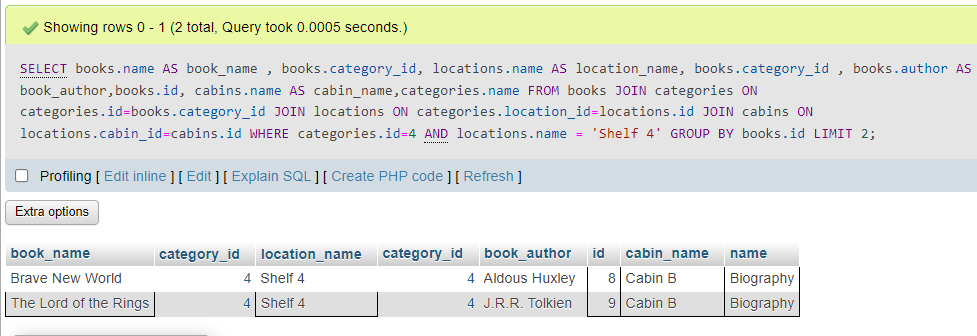 Showing rows 0 - 1 (2 total, Query took 0.0005 seconds.)
SELECT books.name AS book_name , books.category_id, locations.name AS location_name, books.category_id , books.author AS
book_author,books.id, cabins.name AS cabin_name,categories.name FROM books JOIN categories ON
categories.id=books.category_id JOIN locations ON categories.location_id=locations.id JOIN cabins ON
locations.cabin_id=cabins.id WHERE categories.id=4 AND locations.name = 'Shelf 4' GROUP BY books.id LIMIT 2;
Profiling [ Edit inline ] [ Edit ] [ Explain SQL ] [ Create PHP code ] [ Refresh ]
Extra options
book_name category_id location_name category_id book_author id cabin_name name
Brave New World 4 Shelf 4 4 Aldous Huxley 8 Cabin B Biography
The Lord of the Rings 4 Shelf 4 4 J.R.R. Tolkien 9 Cabin B Biography